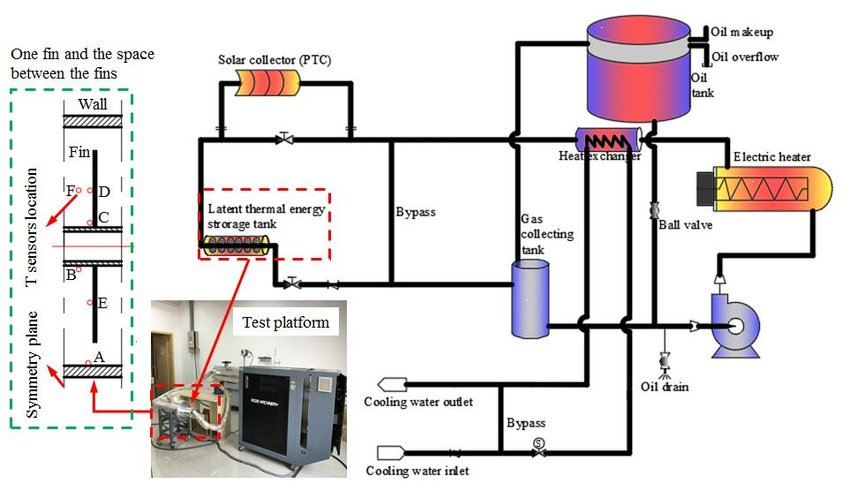 One fin and the space
between the fins
Wall
Fin
F
D
C
B
E
A
T sensors location
Symmetry plane
Solar collector (PTC)
Latent thermal energy
strorage tank
Bypass
Gas
collecting
tank
Oil makeup
Oil overflow
Oil
tank
Heat exchanger
Electric heater
Ball valve
Oil drain
Test platform
Cooling water outlet
Bypass
S
Cooling water inlet